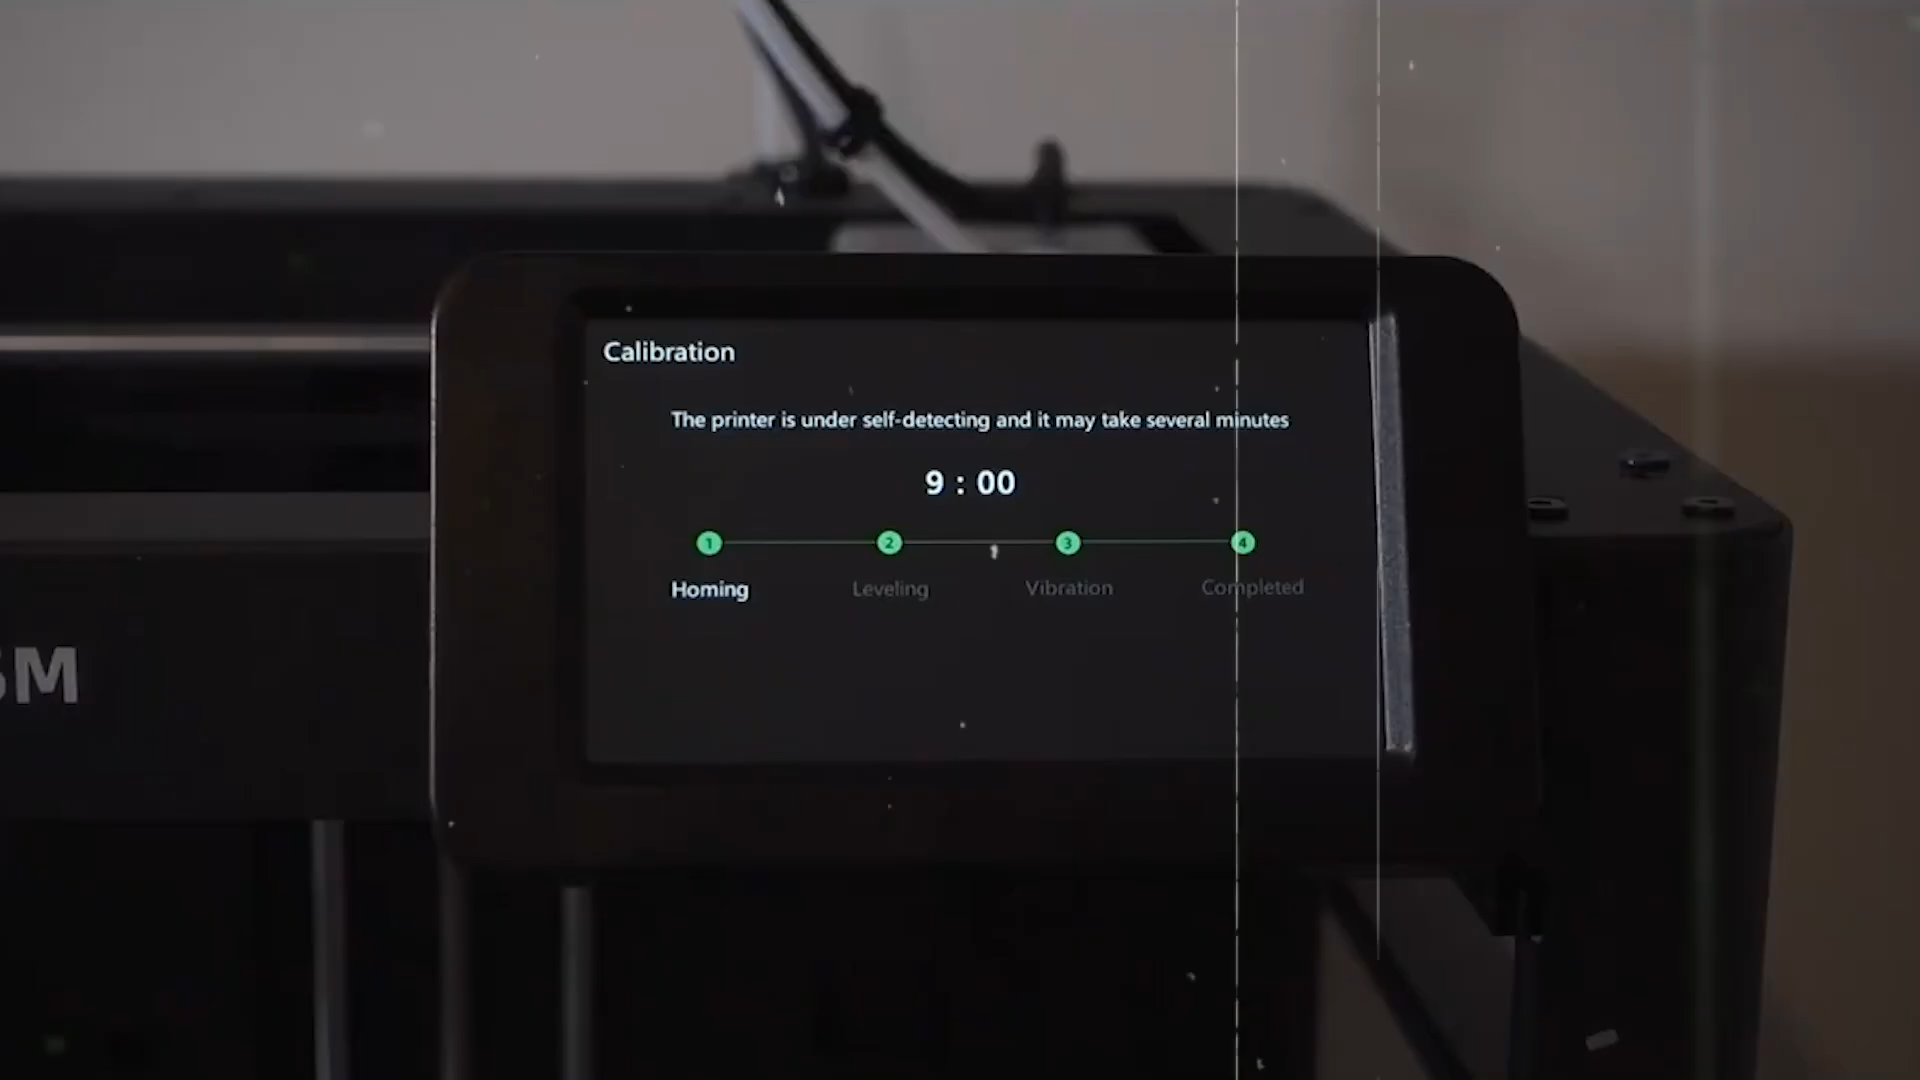 Calibration
The printer is under self-detecting and it may take several minutes
9 : 00
1 2 3 4
Homing Leveling Vibration Completed
5M